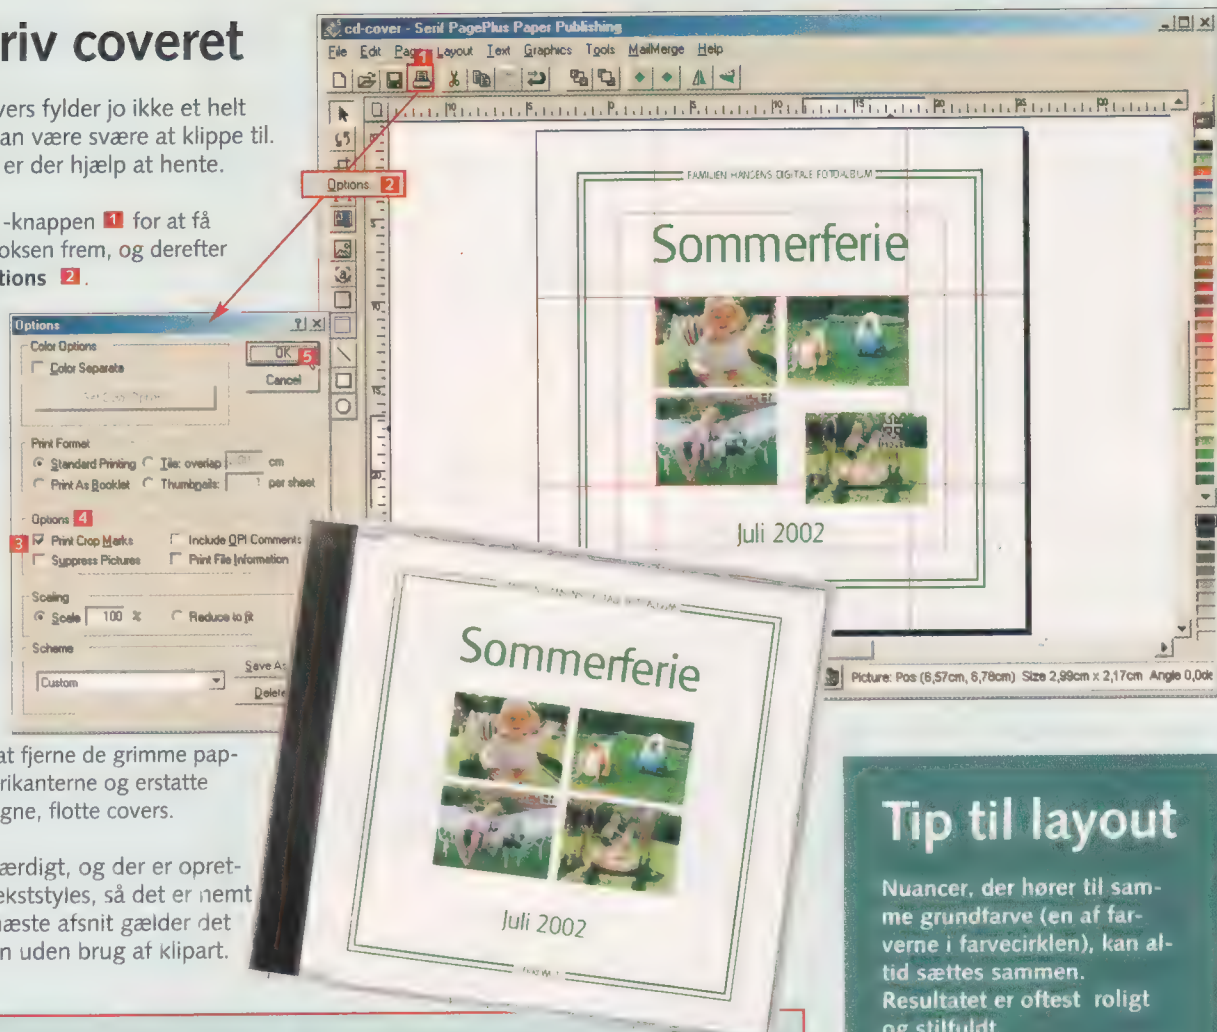 riv coveret
vers fylder jo ikke et helt
an være svære at klippe til.
er der hjælp at hente.
-knappen 1 for at få
oksen frem, og derefter
tions 2.
cd-cover - Serif PagePlus Paper Publishing
File Edit Page Layout Text Graphics Tools MailMerge Help
1
Options 2
FAMILIEN HANSENS DIGITALE FOTOALBUM
Sommerferie
Juli 2002
Picture: Pos (6,57cm, 6,78cm) Size 2,99cm x 2,17cm Angle 0,0de
Options
Color Options
Color Separate
OK 5
Cancel
Print Format
Standard Printing Tile: overlap cm
Print As Booklet Thumbnails: 1 per sheet
Options 4
3 Print Crop Marks Include OPI Comments
Suppress Pictures Print File Information
Scaling
Scale 100 % Reduce to fit
Scheme
Custom
Save As
Delete
at fjerne de grimme pap-
rikanterne og erstatte
gne, flotte covers.
ærdigt, og der er opret-
ekststyles, så det er nemt
næste afsnit gælder det
n uden brug af klipart.
Sommerferie
Juli 2002
Tip til layout
Nuancer, der hører til sam-
me grundfarve (en af far-
verne i farvecirklen), kan al-
tid sættes sammen.
Resultatet er oftest roligt
og stilfuldt